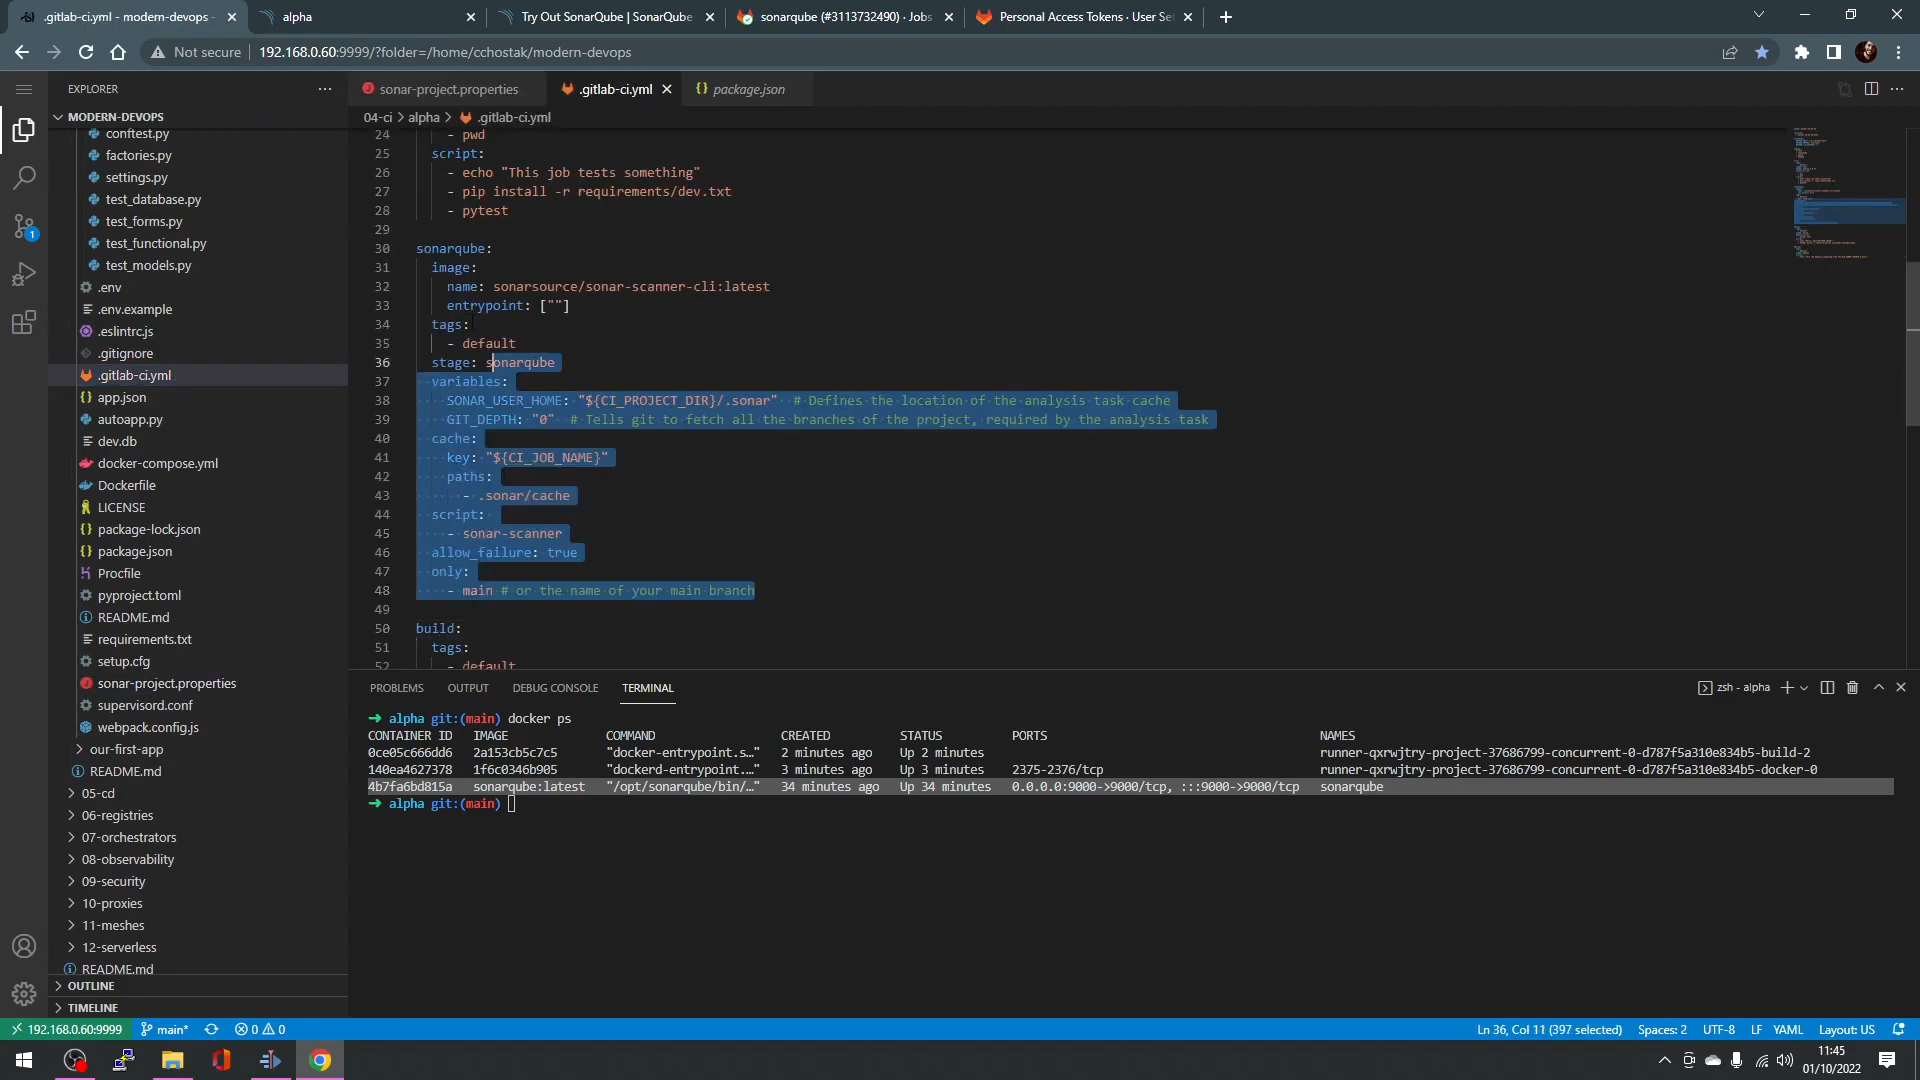 .gitlab-ci.yml - modern-devops -
alpha
Try Out SonarQube | SonarQube
sonarqube (#3113732490) · Jobs
Personal Access Tokens · User Set
Not secure
192.168.0.60:9999/?folder=/home/cchostak/modern-devops
EXPLORER
MODERN-DEVOPS
conftest.py
factories.py
settings.py
test_database.py
test_forms.py
test_functional.py
test_models.py
.env
.env.example
.eslintrc.js
.gitignore
.gitlab-ci.yml
app.json
autoapp.py
dev.db
docker-compose.yml
Dockerfile
LICENSE
package-lock.json
package.json
Procfile
pyproject.toml
README.md
requirements.txt
setup.cfg
sonar-project.properties
supervisord.conf
webpack.config.js
our-first-app
README.md
05-cd
06-registries
07-orchestrators
08-observability
09-security
10-proxies
11-meshes
12-serverless
README.md
OUTLINE
TIMELINE
sonar-project.properties
.gitlab-ci.yml
package.json
04-ci > alpha > .gitlab-ci.yml
24 - pwd
25 script:
26 - echo "This job tests something"
27 - pip install -r requirements/dev.txt
28 - pytest
29
30 sonarqube:
31 image:
32 name: sonarsource/sonar-scanner-cli:latest
33 entrypoint: [""]
34 tags:
35 - default
36 stage: sonarqube
37 variables:
38 SONAR_USER_HOME: "${CI_PROJECT_DIR}/.sonar" # Defines the location of the analysis task cache
39 GIT_DEPTH: "0" # Tells git to fetch all the branches of the project, required by the analysis task
40 cache:
41 key: "${CI_JOB_NAME}"
42 paths:
43 - .sonar/cache
44 script:
45 - sonar-scanner
46 allow_failure: true
47 only:
48 - main # or the name of your main branch
49
50 build:
51 tags:
52 - default
PROBLEMS OUTPUT DEBUG CONSOLE TERMINAL
zsh - alpha
→ alpha git:(main) docker ps
CONTAINER ID IMAGE COMMAND CREATED STATUS PORTS NAMES
0ce05c666dd6 2a153cb5c7c5 "docker-entrypoint.s…" 2 minutes ago Up 2 minutes runner-qxrwjtry-project-37686799-concurrent-0-d787f5a310e834b5-build-2
140ea4627378 1f6c0346b905 "dockerd-entrypoint.…" 3 minutes ago Up 3 minutes 2375-2376/tcp runner-qxrwjtry-project-37686799-concurrent-0-d787f5a310e834b5-docker-0
4b7fa6bd815a sonarqube:latest "/opt/sonarqube/bin/…" 34 minutes ago Up 34 minutes 0.0.0.0:9000->9000/tcp, :::9000->9000/tcp sonarqube
→ alpha git:(main)
192.168.0.60:9999 main* 0 0
Ln 36, Col 11 (397 selected) Spaces: 2 UTF-8 LF YAML Layout: US
11:45
01/10/2022